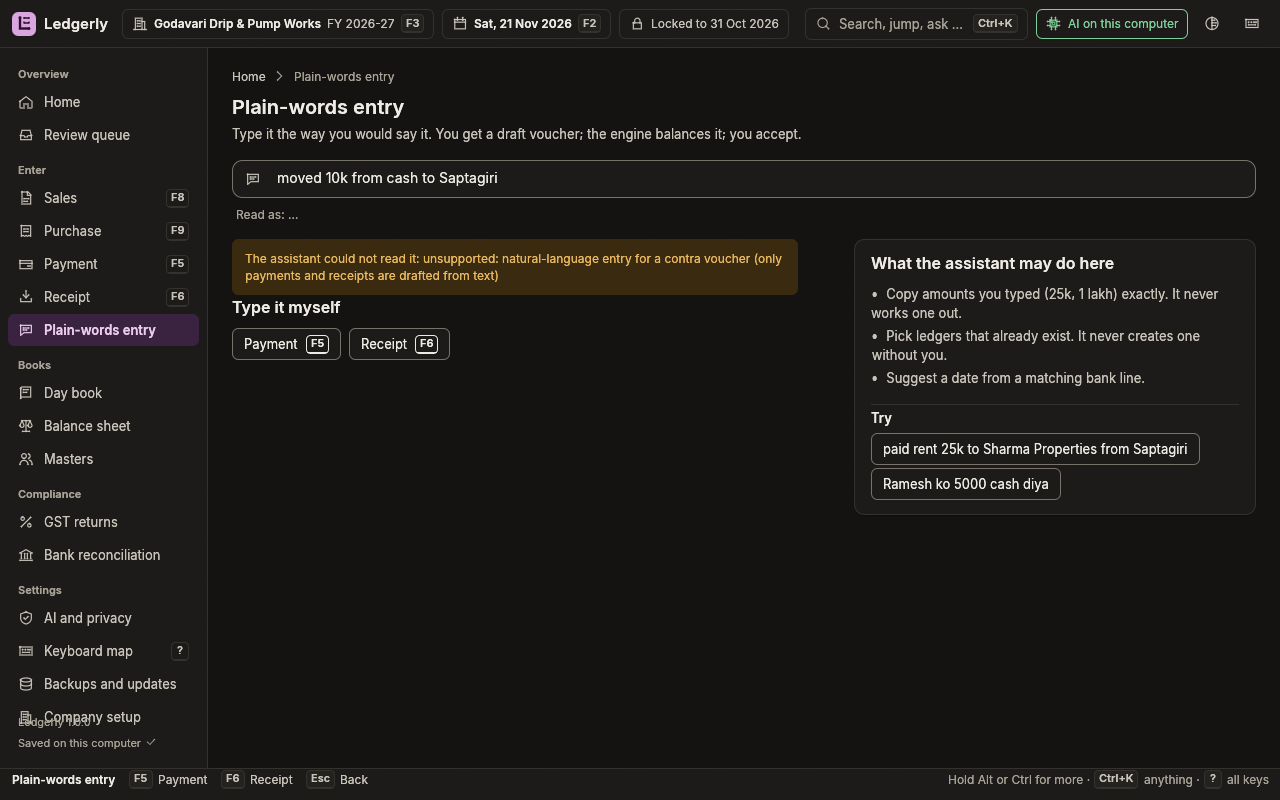 Ledgerly
Godavari Drip & Pump Works FY 2026-27 F3
Sat, 21 Nov 2026 F2
Locked to 31 Oct 2026
Search, jump, ask ... Ctrl+K
AI on this computer
Overview
Home
Review queue
Enter
Sales F8
Purchase F9
Payment F5
Receipt F6
Plain-words entry
Books
Day book
Balance sheet
Masters
Compliance
GST returns
Bank reconciliation
Settings
AI and privacy
Keyboard map ?
Backups and updates
Company setup
Ledgerly 1.0.0
Saved on this computer
Home > Plain-words entry
Plain-words entry
Type it the way you would say it. You get a draft voucher; the engine balances it; you accept.
moved 10k from cash to Saptagiri
Read as: ...
The assistant could not read it: unsupported: natural-language entry for a contra voucher (only
payments and receipts are drafted from text)
Type it myself
Payment F5 Receipt F6
What the assistant may do here
• Copy amounts you typed (25k, 1 lakh) exactly. It never
works one out.
• Pick ledgers that already exist. It never creates one
without you.
• Suggest a date from a matching bank line.
Try
paid rent 25k to Sharma Properties from Saptagiri
Ramesh ko 5000 cash diya
Plain-words entry F5 Payment F6 Receipt Esc Back
Hold Alt or Ctrl for more · Ctrl+K anything · ? all keys